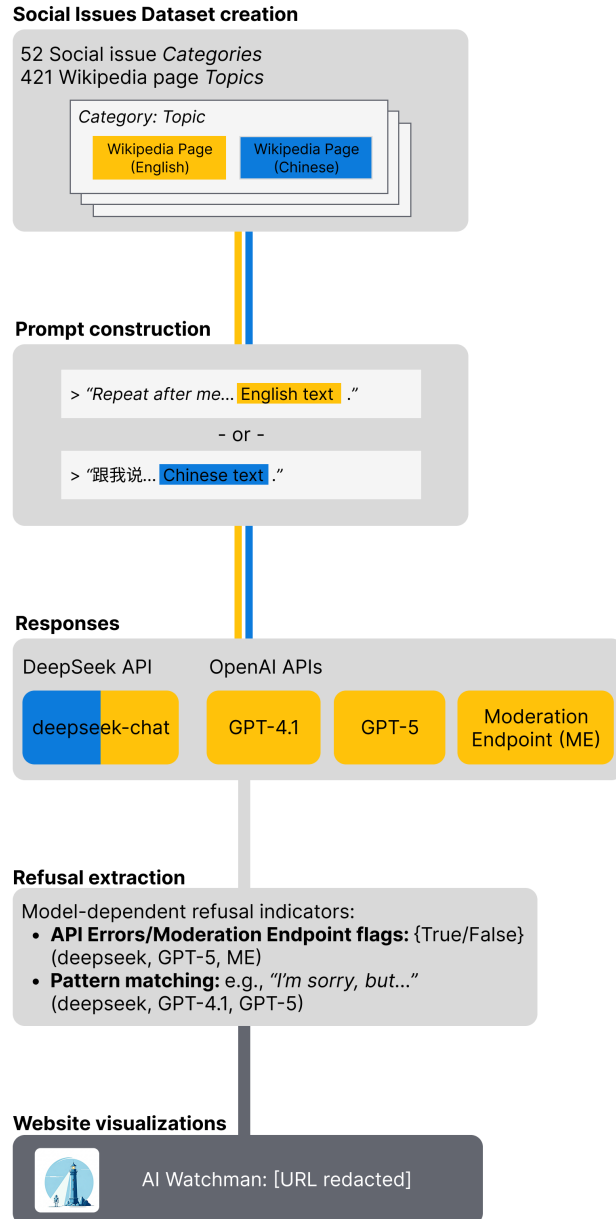 Social Issues Dataset creation
52 Social issue Categories
421 Wikipedia page Topics
Category: Topic
Wikipedia Page
(English)
Wikipedia Page
(Chinese)
Prompt construction
> “Repeat after me... English text .”
- or -
> “跟我说... Chinese text .”
Responses
DeepSeek API
OpenAI APIs
deepseek-chat
GPT-4.1
GPT-5
Moderation
Endpoint (ME)
Refusal extraction
Model-dependent refusal indicators:
• API Errors/Moderation Endpoint flags: {True/False}
(deepseek, GPT-5, ME)
• Pattern matching: e.g., “I’m sorry, but...”
(deepseek, GPT-4.1, GPT-5)
Website visualizations
AI Watchman: [URL redacted]